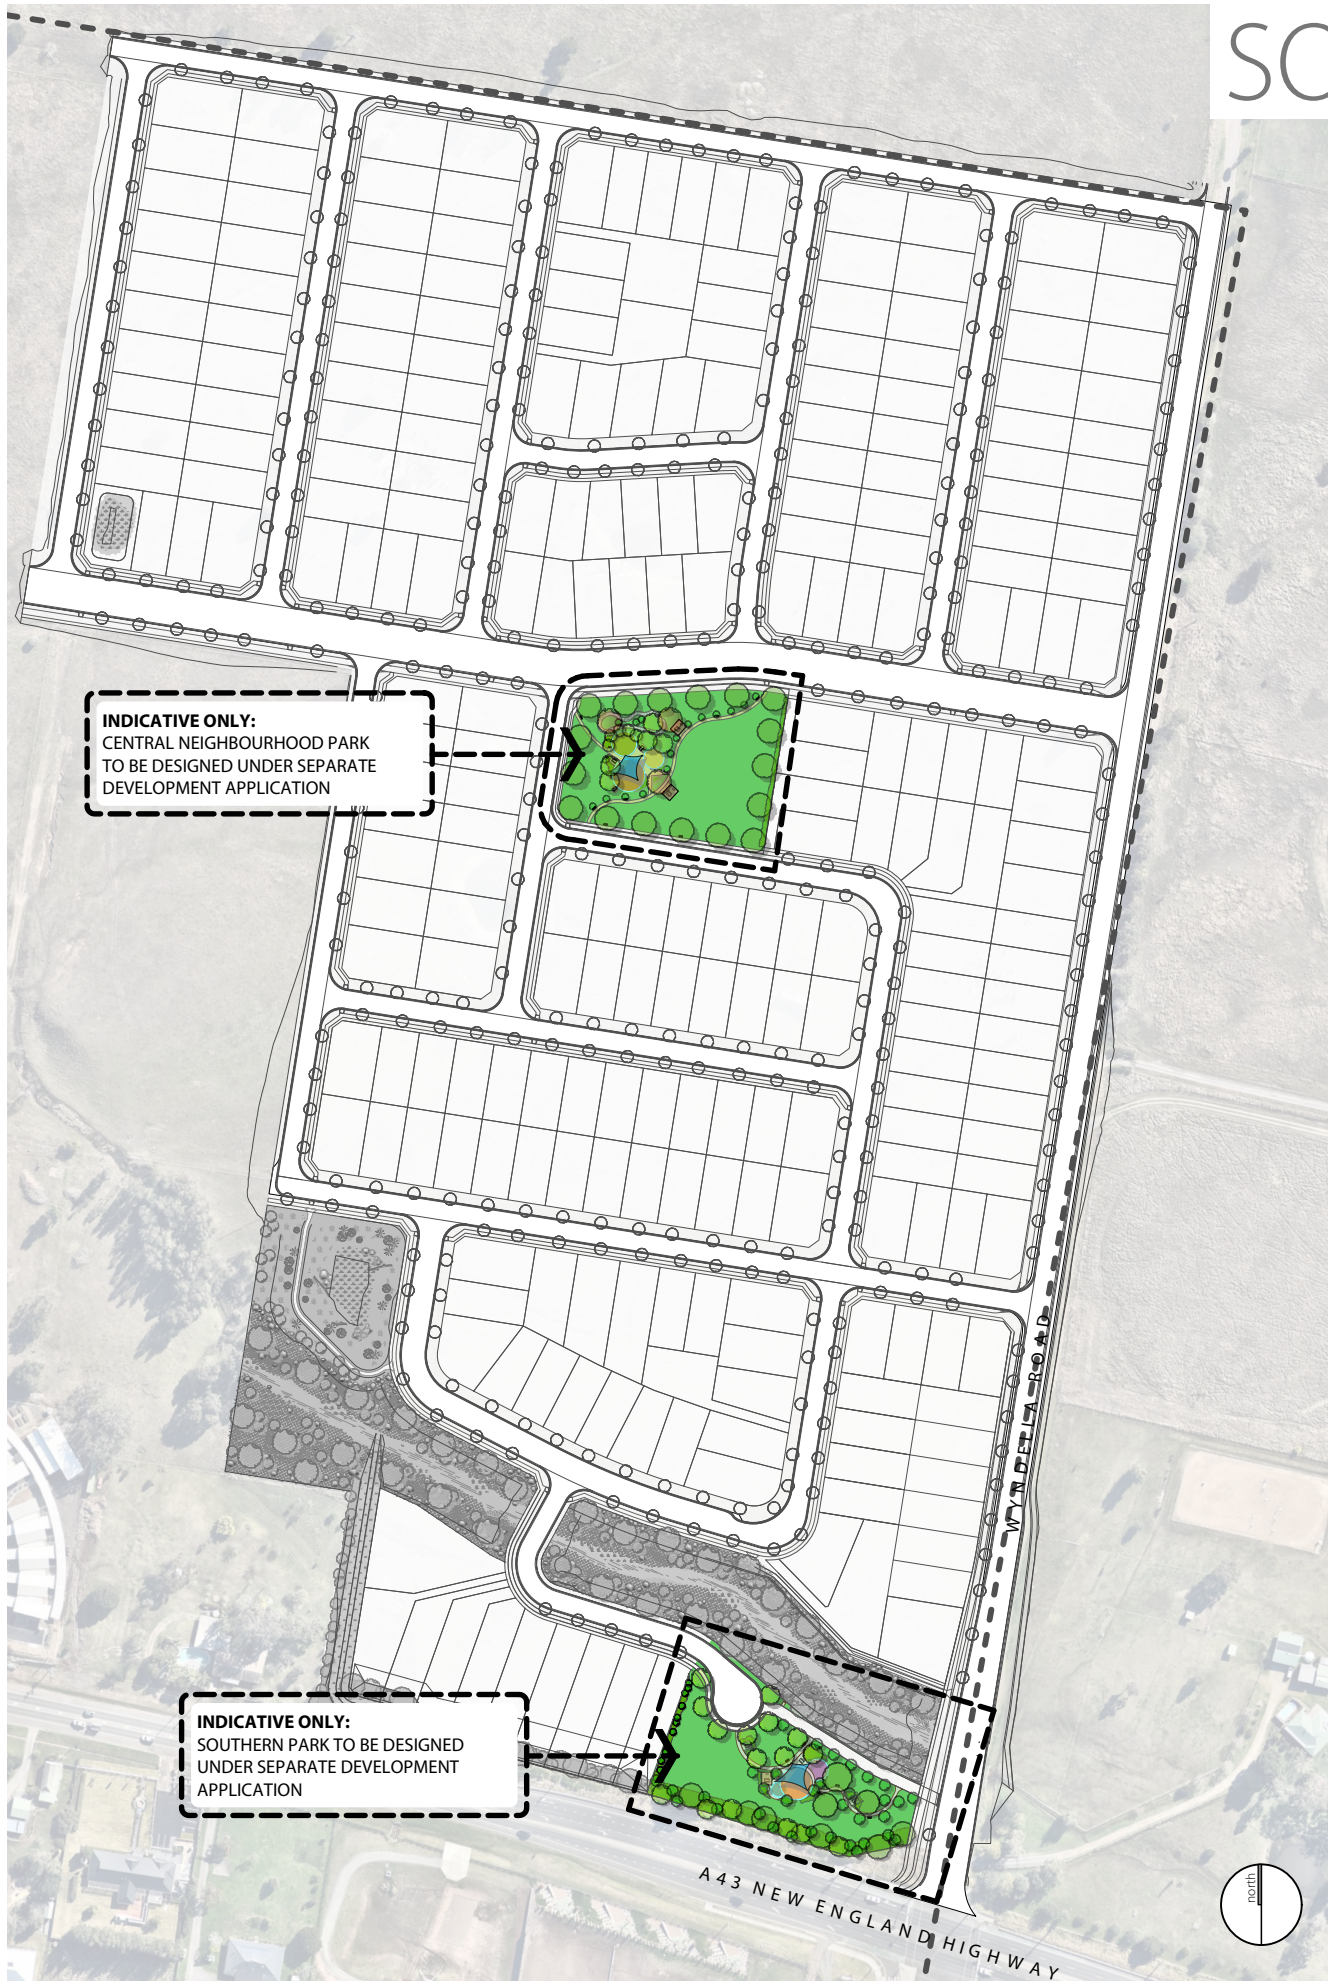 SC
INDICATIVE ONLY:
CENTRAL NEIGHBOURHOOD PARK
TO BE DESIGNED UNDER SEPARATE
DEVELOPMENT APPLICATION
WYNDELLA ROAD
INDICATIVE ONLY:
SOUTHERN PARK TO BE DESIGNED
UNDER SEPARATE DEVELOPMENT
APPLICATION
A43 NEW ENGLAND HIGHWAY
north